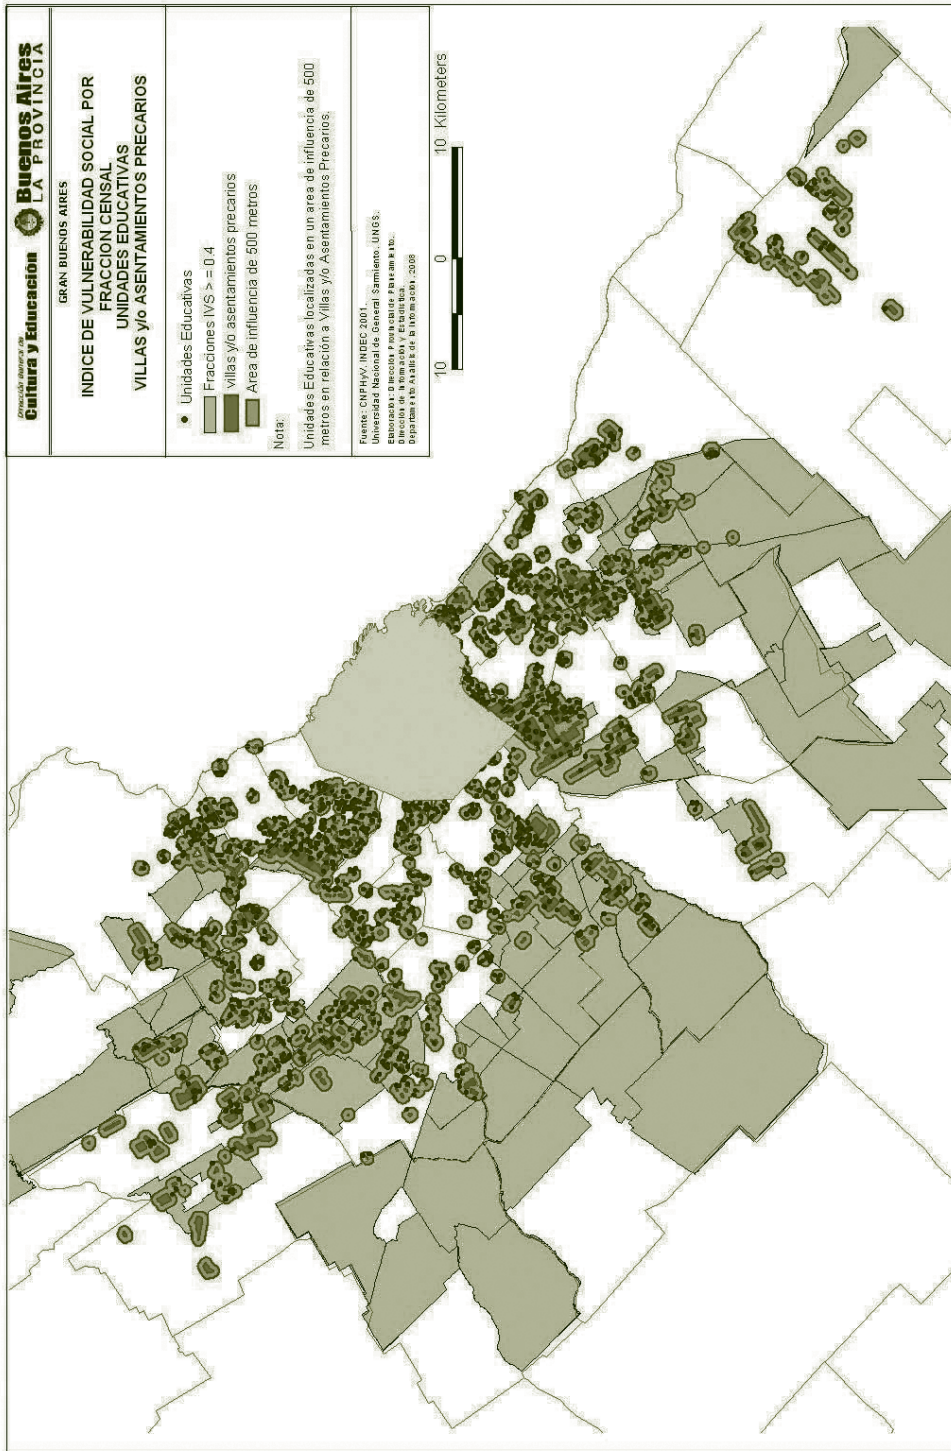 Dirección General de
Cultura y Educación
Buenos Aires
LA PROVINCIA
GRAN BUENOS AIRES
INDICE DE VULNERABILIDAD SOCIAL POR
FRACCION CENSAL
UNIDADES EDUCATIVAS
VILLAS y/o ASENTAMIENTOS PRECARIOS
Unidades Educativas
Fracciones IVS > = 0.4
villas y/o asentamientos precarios
Area de influencia de 500 metros
Nota:
Unidades Educativas localizadas en un area de influencia de 500
metros en relación a Villas y/o Asentamientos Precarios.
Fuente: CNPHyV. INDEC 2001.
Universidad Nacional de General Sarmiento. UNGS.
Elaboración: Dirección Provincial de Planeamiento.
Dirección de Información y Estadística.
Departamento Análisis de la Información. 2008
10 0 10 Kilometers